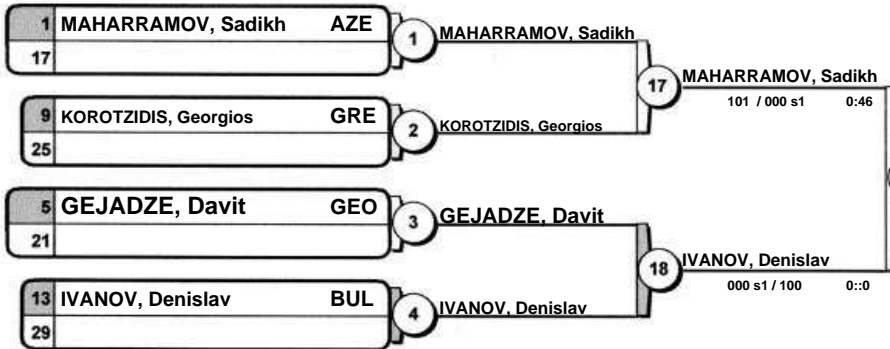 1 MAHARRAMOV, Sadikh AZE
17
1
MAHARRAMOV, Sadikh
9 KOROTZIDIS, Georgios GRE
25
2
KOROTZIDIS, Georgios
17
MAHARRAMOV, Sadikh
101 / 000 s1 0:46
5 GEJADZE, Davit GEO
21
3
GEJADZE, Davit
13 IVANOV, Denislav BUL
29
4
IVANOV, Denislav
18
IVANOV, Denislav
000 s1 / 100 0::0